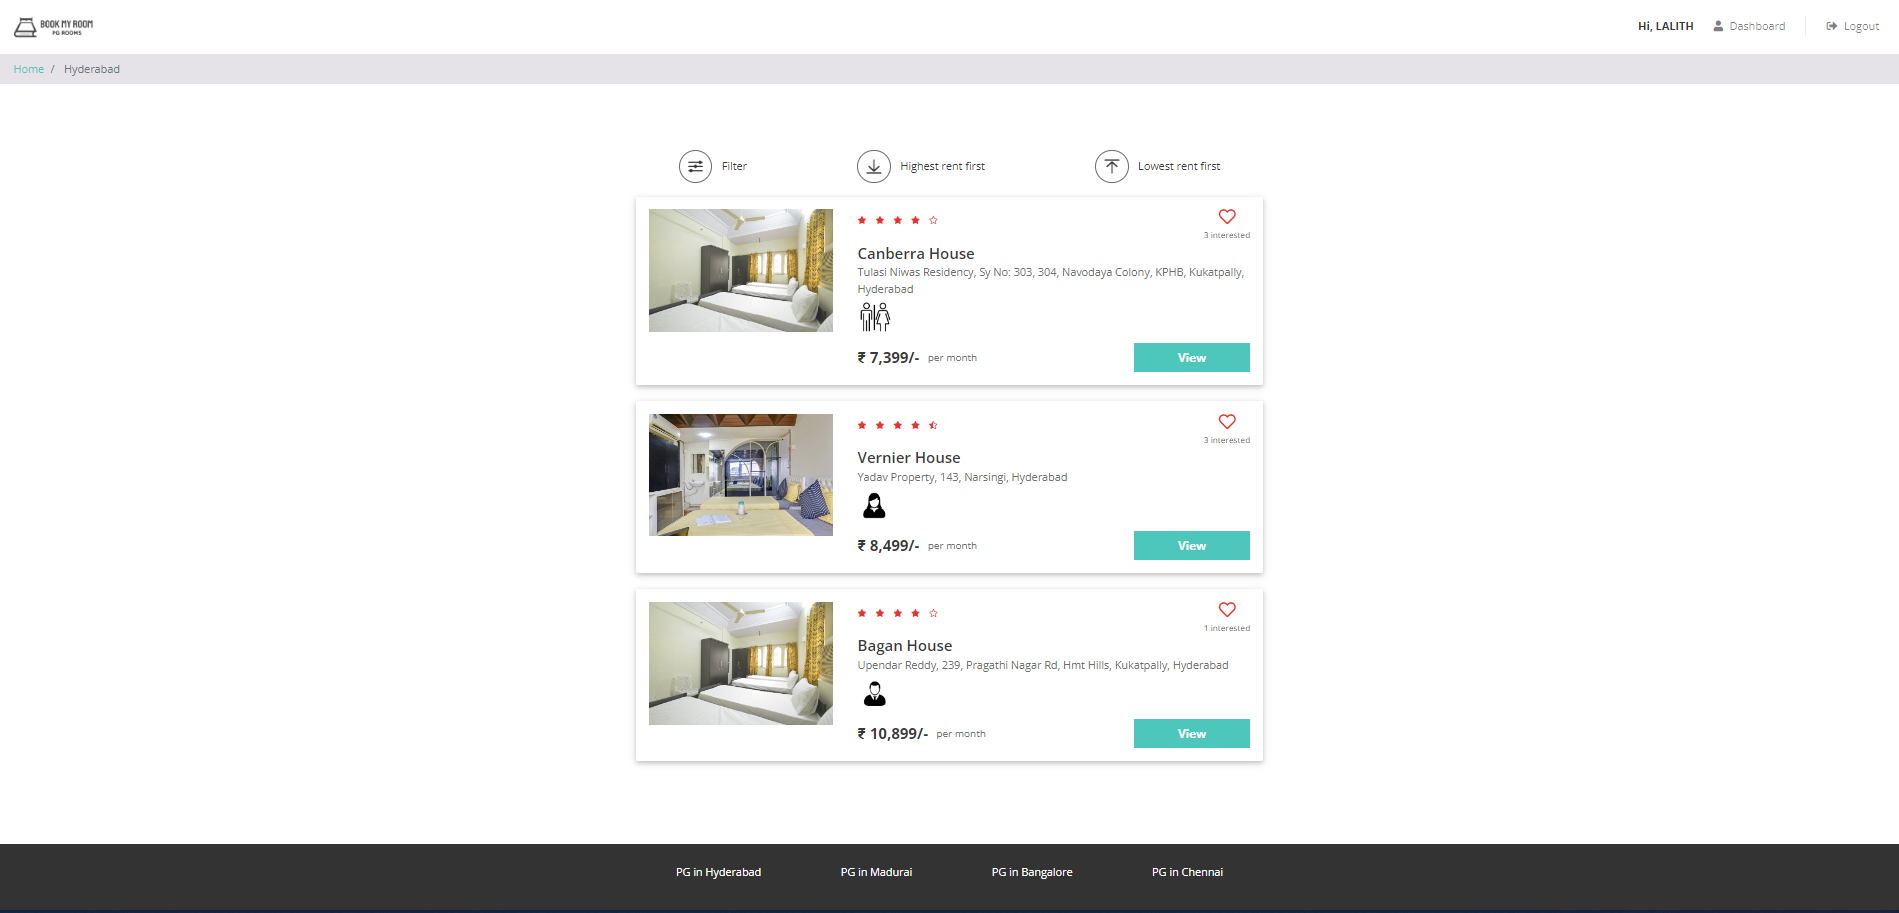 BOOK MY ROOM
PG ROOMS
Hi, LALITH
Dashboard
Logout
Home / Hyderabad
Filter
Highest rent first
Lowest rent first
3 interested
Canberra House
Tulasi Niwas Residency, Sy No: 303, 304, Navodaya Colony, KPHB, Kukatpally,
Hyderabad
₹ 7,399/- per month
View
3 interested
Vernier House
Yadav Property, 143, Narsingi, Hyderabad
₹ 8,499/- per month
View
1 interested
Bagan House
Upendar Reddy, 239, Pragathi Nagar Rd, Hmt Hills, Kukatpally, Hyderabad
₹ 10,899/- per month
View
PG in Hyderabad
PG in Madurai
PG in Bangalore
PG in Chennai